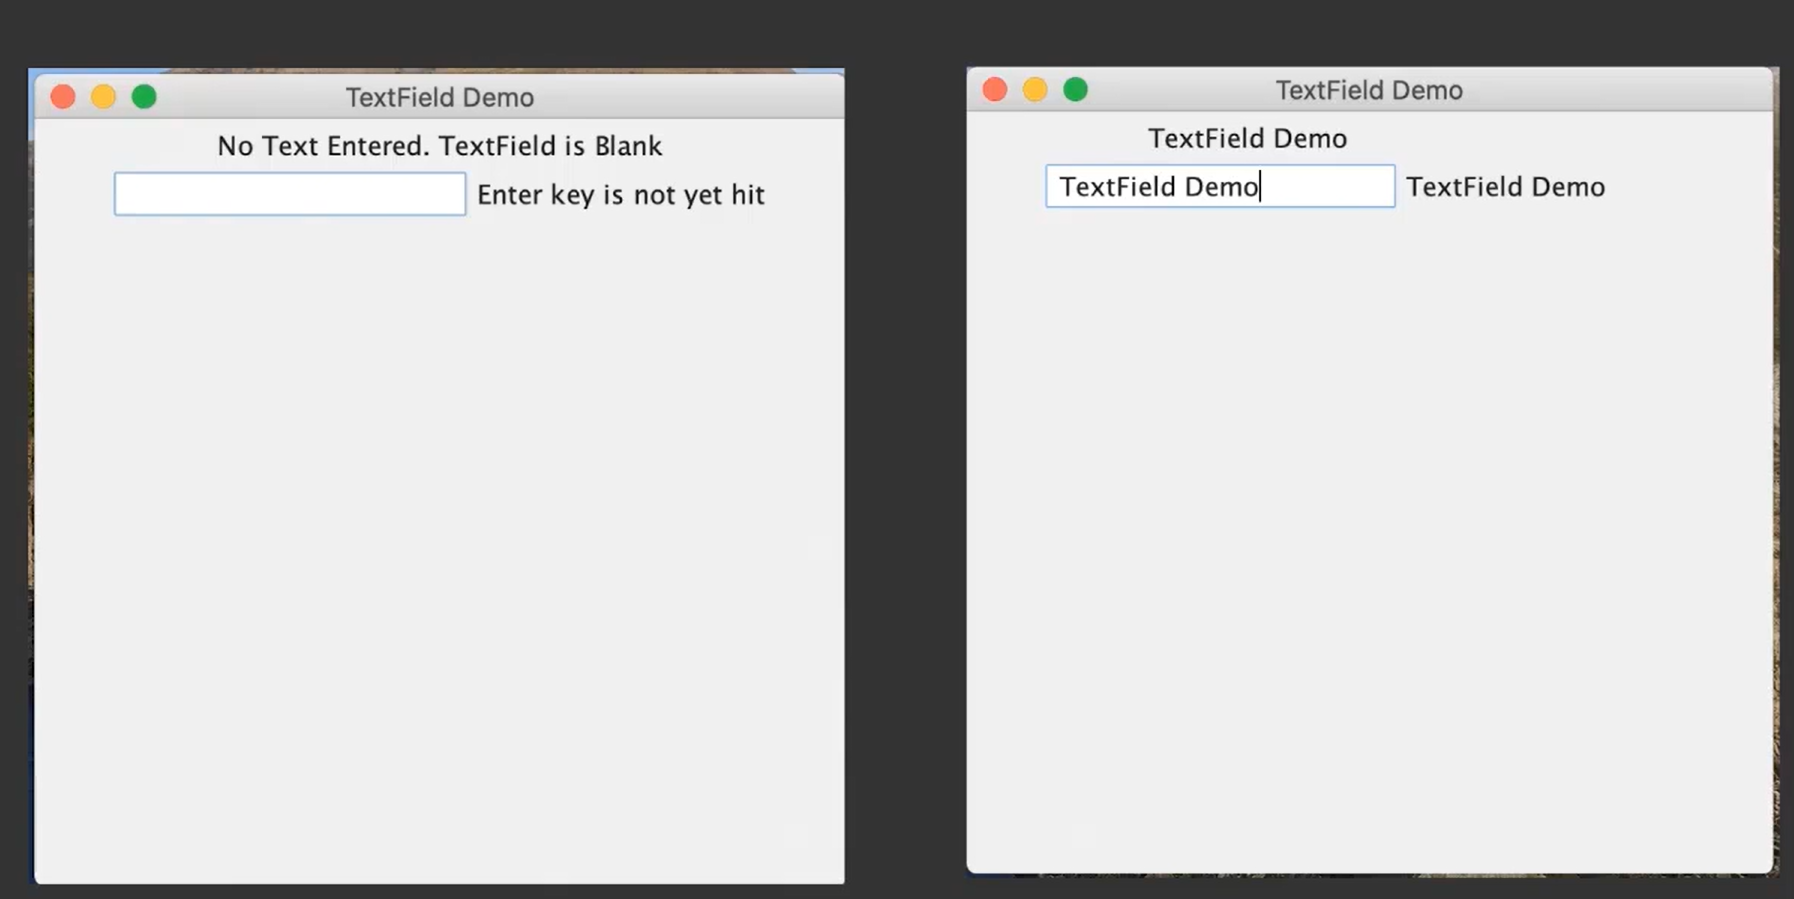 TextField Demo
No Text Entered. TextField is Blank
Enter key is not yet hit
TextField Demo
TextField Demo
TextField Demo TextField Demo